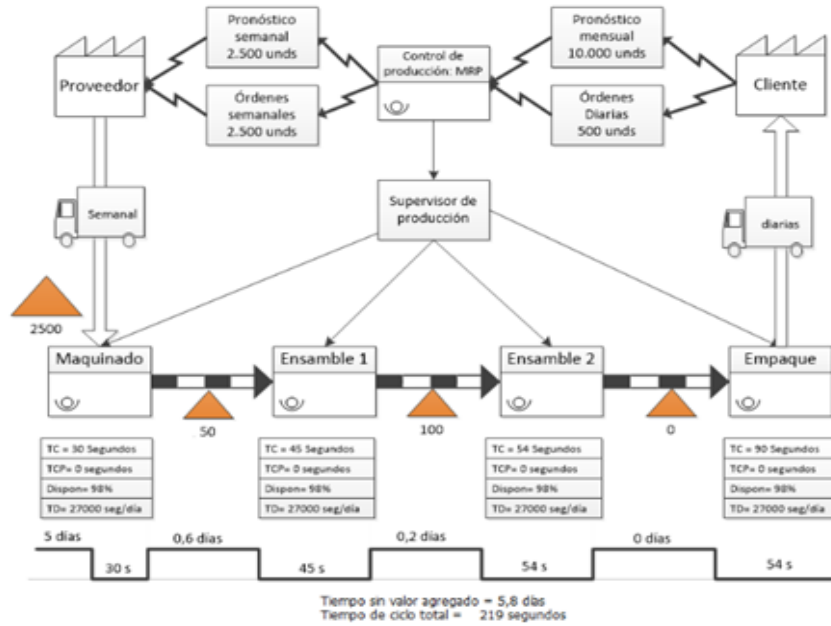 Pronóstico
semanal
2.500 unds
Control de
producción: MRP
Pronóstico
mensual
10.000 unds
Proveedor
Cliente
Órdenes
semanales
2.500 unds
Órdenes
Diarias
500 unds
Semanal
Supervisor de
producción
diarias
2500
Maquinado
Ensamble 1
Ensamble 2
Empaque
50
100
0
TC = 30 Segundos
TCP= 0 segundos
Dispon= 98%
TD= 27000 seg/día
TC = 45 Segundos
TCP= 0 segundos
Dispon= 98%
TD= 27000 seg/día
TC = 54 Segundos
TCP= 0 segundos
Dispon= 98%
TD= 27000 seg/día
TC = 90 Segundos
TCP= 0 segundos
Dispon= 98%
TD= 27000 seg/día
5 días
0,6 días
0,2 días
0 días
30 s
45 s
54 s
54 s
Tiempo sin valor agregado = 5,8 días
Tiempo de ciclo total = 219 segundos